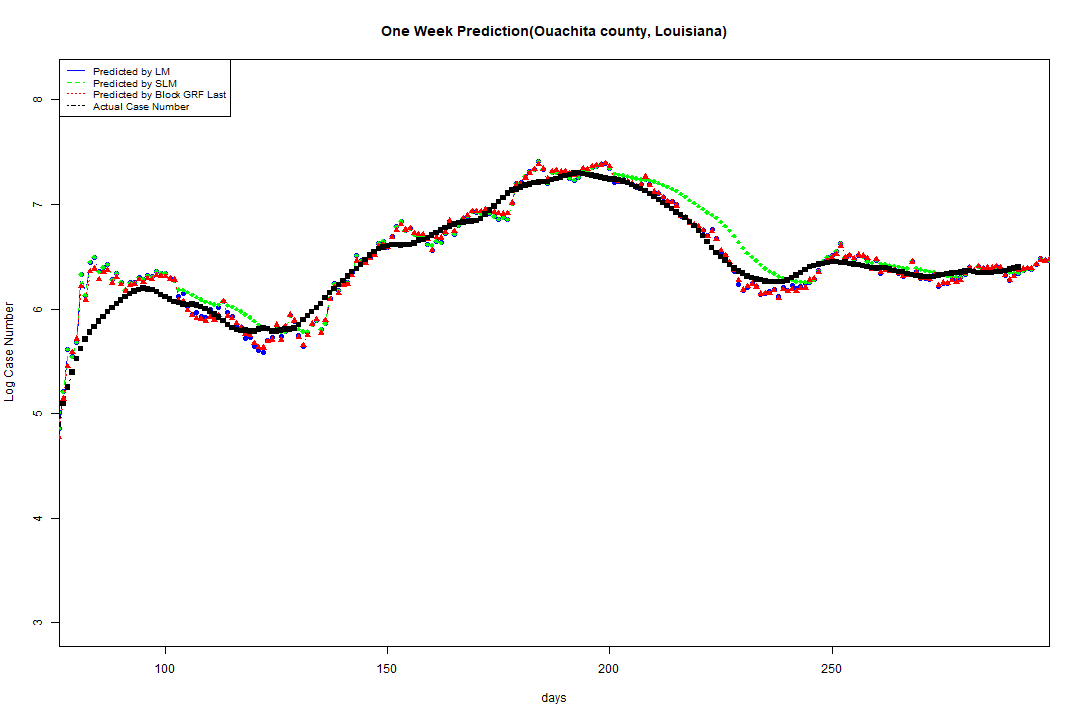 One Week Prediction(Ouachita county, Louisiana)
Predicted by LM
Predicted by SLM
Predicted by Block GRF Last
Actual Case Number
8
7
6
5
4
3
Log Case Number
100 150 200 250
days